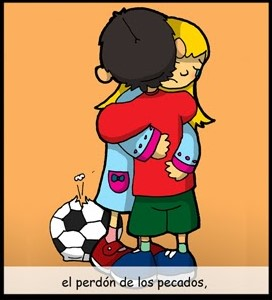 el perdón de los pecados,